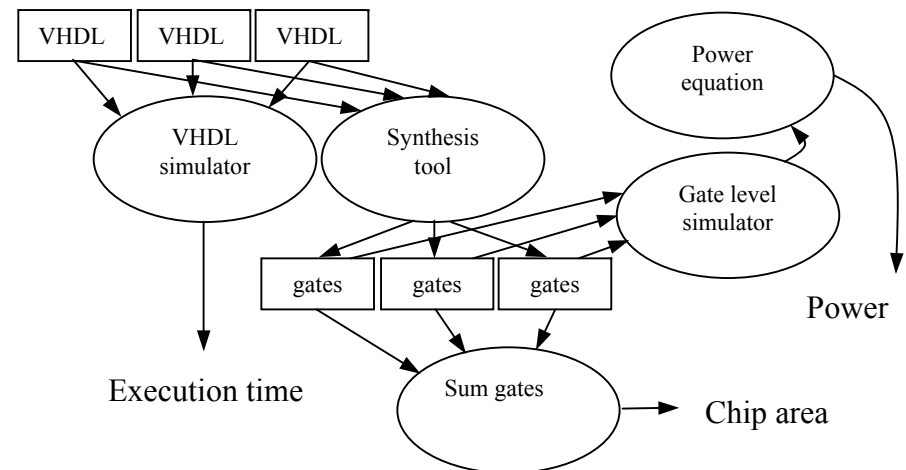 VHDL
VHDL
VHDL
Power
equation
VHDL
simulator
Synthesis
tool
Gate level
simulator
gates
gates
gates
Power
Execution time
Sum gates
Chip area